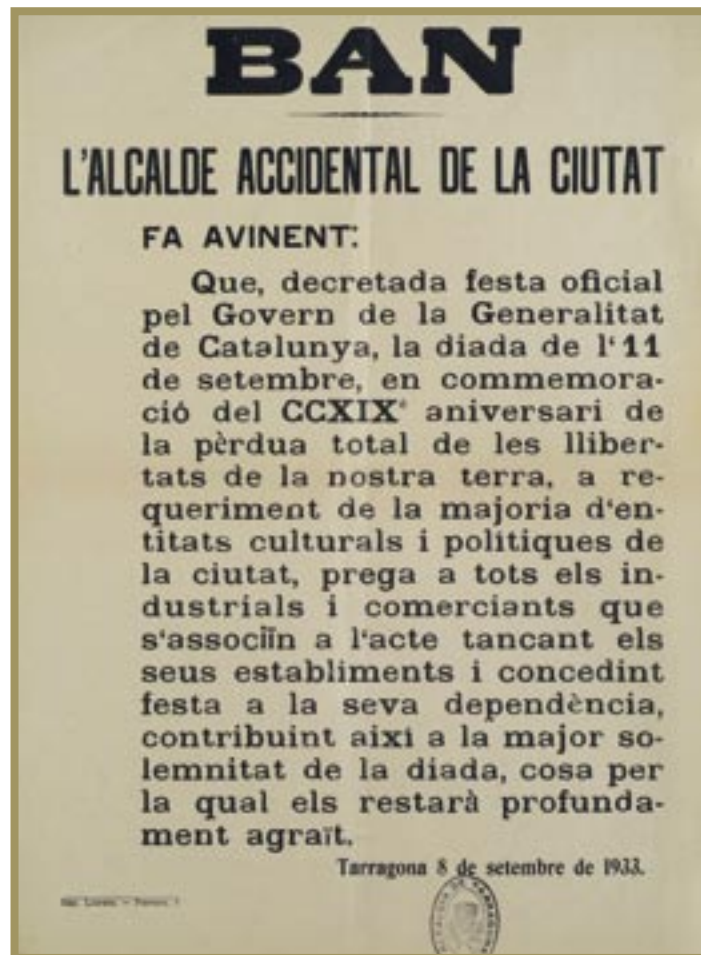 BAN
L'ALCALDE ACCIDENTAL DE LA CIUTAT
FA AVINENT:
Que, decretada festa oficial
pel Govern de la Generalitat
de Catalunya, la diada de l'11
de setembre, en commemora-
ció del CCXIX° aniversari de
la pèrdua total de les lliber-
tats de la nostra terra, a re-
queriment de la majoria d'en-
titats culturals i polítiques de
la ciutat, prega a tots els in-
dustrials i comerciants que
s'associïn a l'acte tancant els
seus establiments i concedint
festa a la seva dependència,
contribuint així a la major so-
lemnitat de la diada, cosa per
la qual els restarà profunda-
ment agraït.
Tarragona 8 de setembre de 1933.